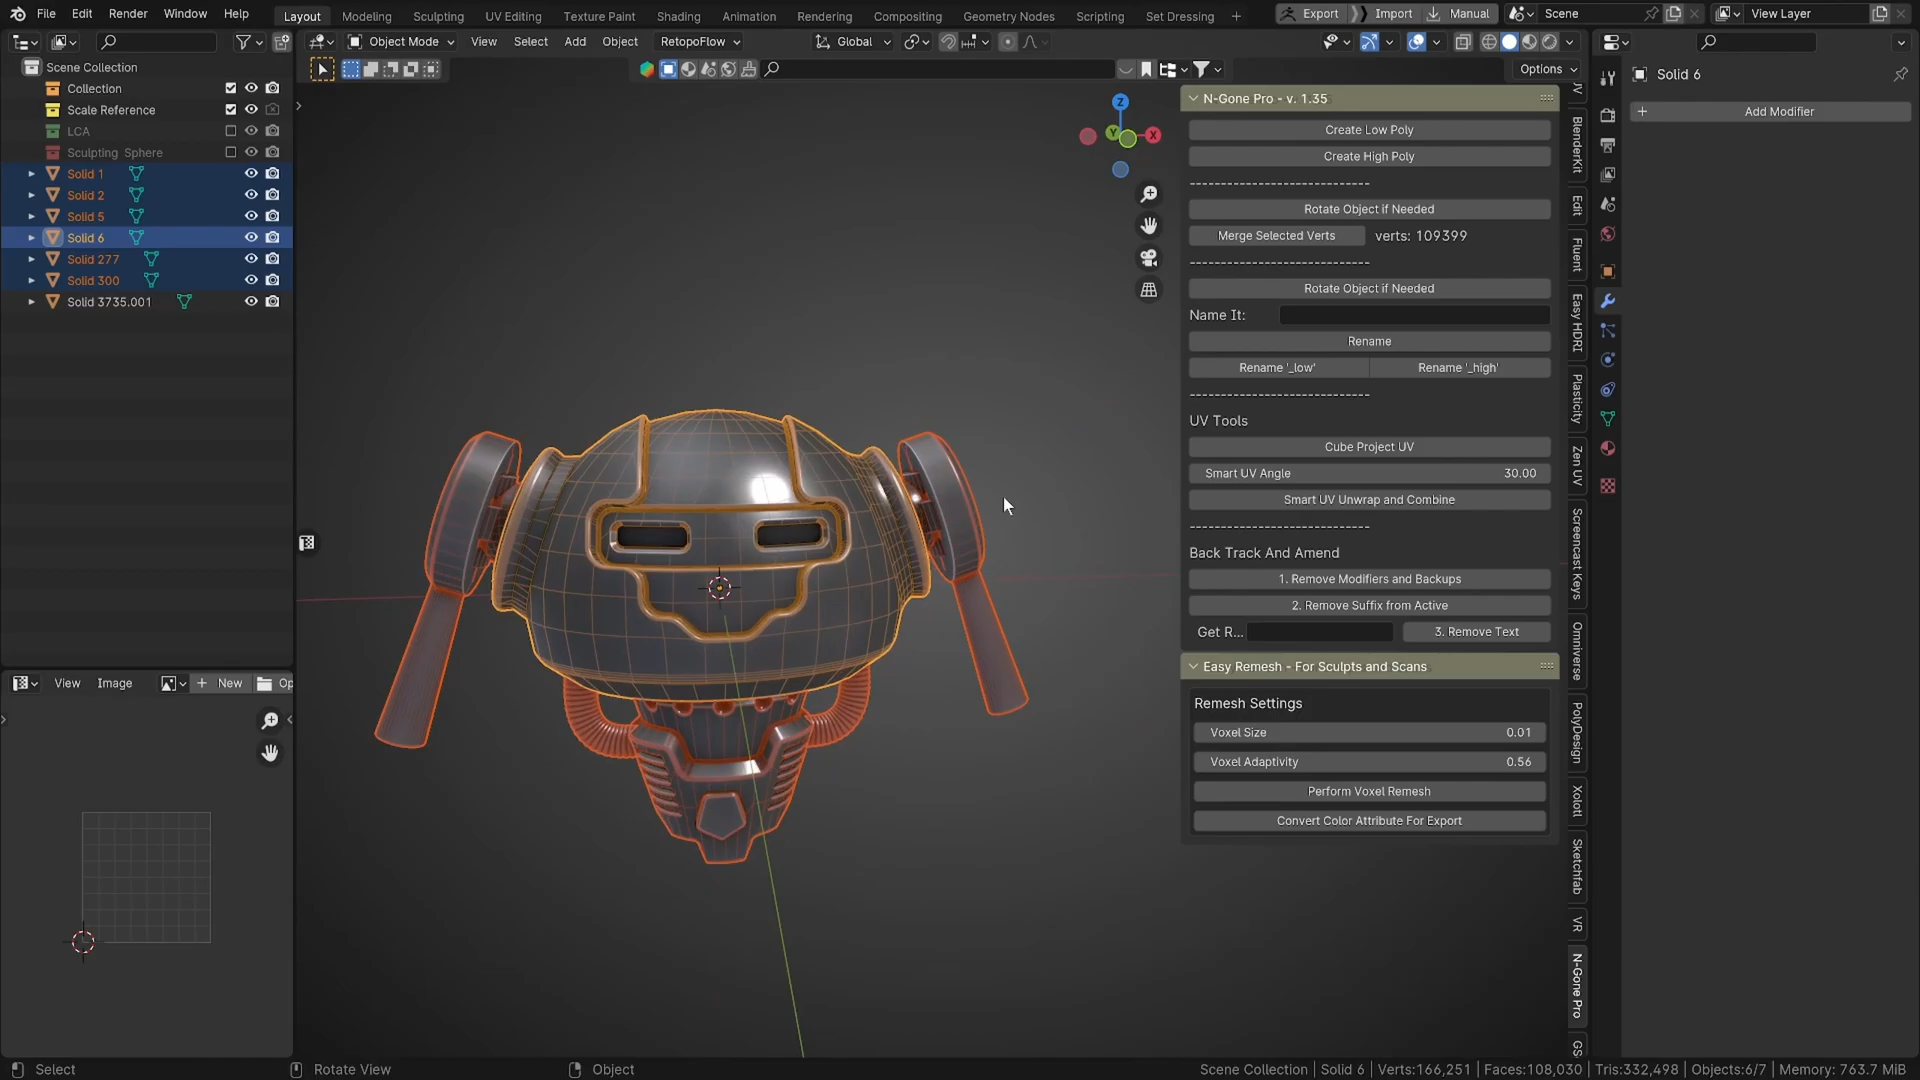 File Edit Render Window Help Layout Modeling Sculpting UV Editing Texture Paint Shading Animation Rendering Compositing Geometry Nodes Scripting Set Dressing + Export Import Manual Scene View Layer
Object Mode View Select Add Object RetopoFlow Global
Options
Scene Collection
Collection
Scale Reference
LCA
Sculpting Sphere
Solid 1
Solid 2
Solid 5
Solid 6
Solid 277
Solid 300
Solid 3735.001
View Image + New Op
Z
Y X
N-Gone Pro - v. 1.35
Create Low Poly
Create High Poly
----------------------------
Rotate Object if Needed
Merge Selected Verts verts: 109399
----------------------------
Rotate Object if Needed
Name It:
Rename
Rename '_low' Rename '_high'
----------------------------
UV Tools
Cube Project UV
Smart UV Angle 30.00
Smart UV Unwrap and Combine
----------------------------
Back Track And Amend
1. Remove Modifiers and Backups
2. Remove Suffix from Active
Get R... 3. Remove Text
Easy Remesh - For Sculpts and Scans
Remesh Settings
Voxel Size 0.01
Voxel Adaptivity 0.56
Perform Voxel Remesh
Convert Color Attribute For Export
BlenderKit
Edit
Fluent
Easy HDRI
Plasticity
Zen UV
Screencast Keys
Omniverse
PolyDesign
Xolotl
Sketchfab
VR
N-Gone Pro
GS
Solid 6
+ Add Modifier
Select Rotate View Object Scene Collection | Solid 6 | Verts:166,251 | Faces:108,030 | Tris:332,498 | Objects:6/7 | Memory: 763.7 MiB